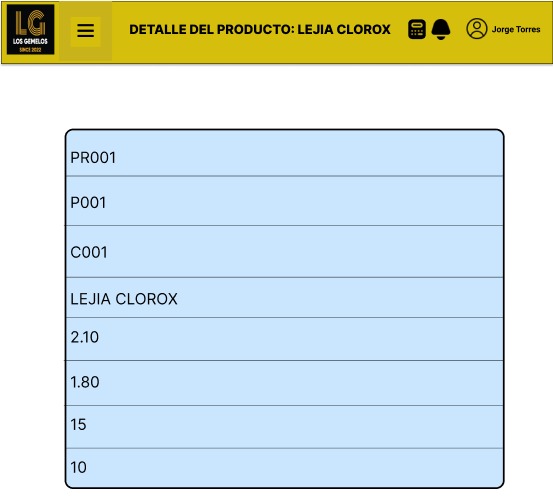 LG
LOS GEMELOS
SINCE 2022
DETALLE DEL PRODUCTO: LEJIA CLOROX
Jorge Torres
PR001
P001
C001
LEJIA CLOROX
2.10
1.80
15
10